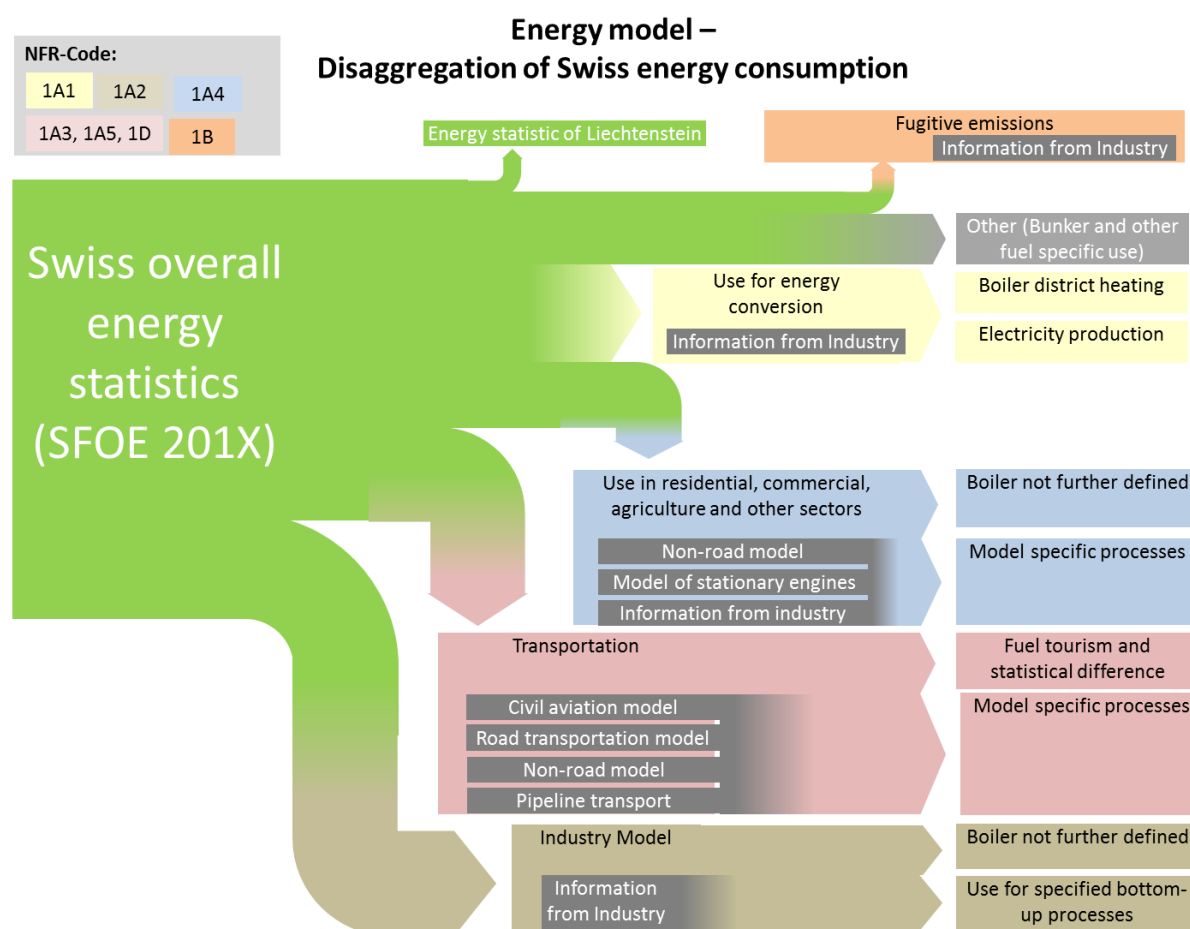 Energy model –
Disaggregation of Swiss energy consumption
NFR-Code:
1A1
1A2
1A4
1A3, 1A5, 1D
1B
Energy statistic of Liechtenstein
Fugitive emissions
Information from Industry
Swiss overall
energy
statistics
(SFOE 201X)
Other (Bunker and other
fuel specific use)
Use for energy
conversion
Information from Industry
Boiler district heating
Electricity production
Use in residential, commercial,
agriculture and other sectors
Non-road model
Model of stationary engines
Information from industry
Boiler not further defined
Model specific processes
Transportation
Civil aviation model
Road transportation model
Non-road model
Pipeline transport
Fuel tourism and
statistical difference
Model specific processes
Industry Model
Information
from Industry
Boiler not further defined
Use for specified bottom-
up processes